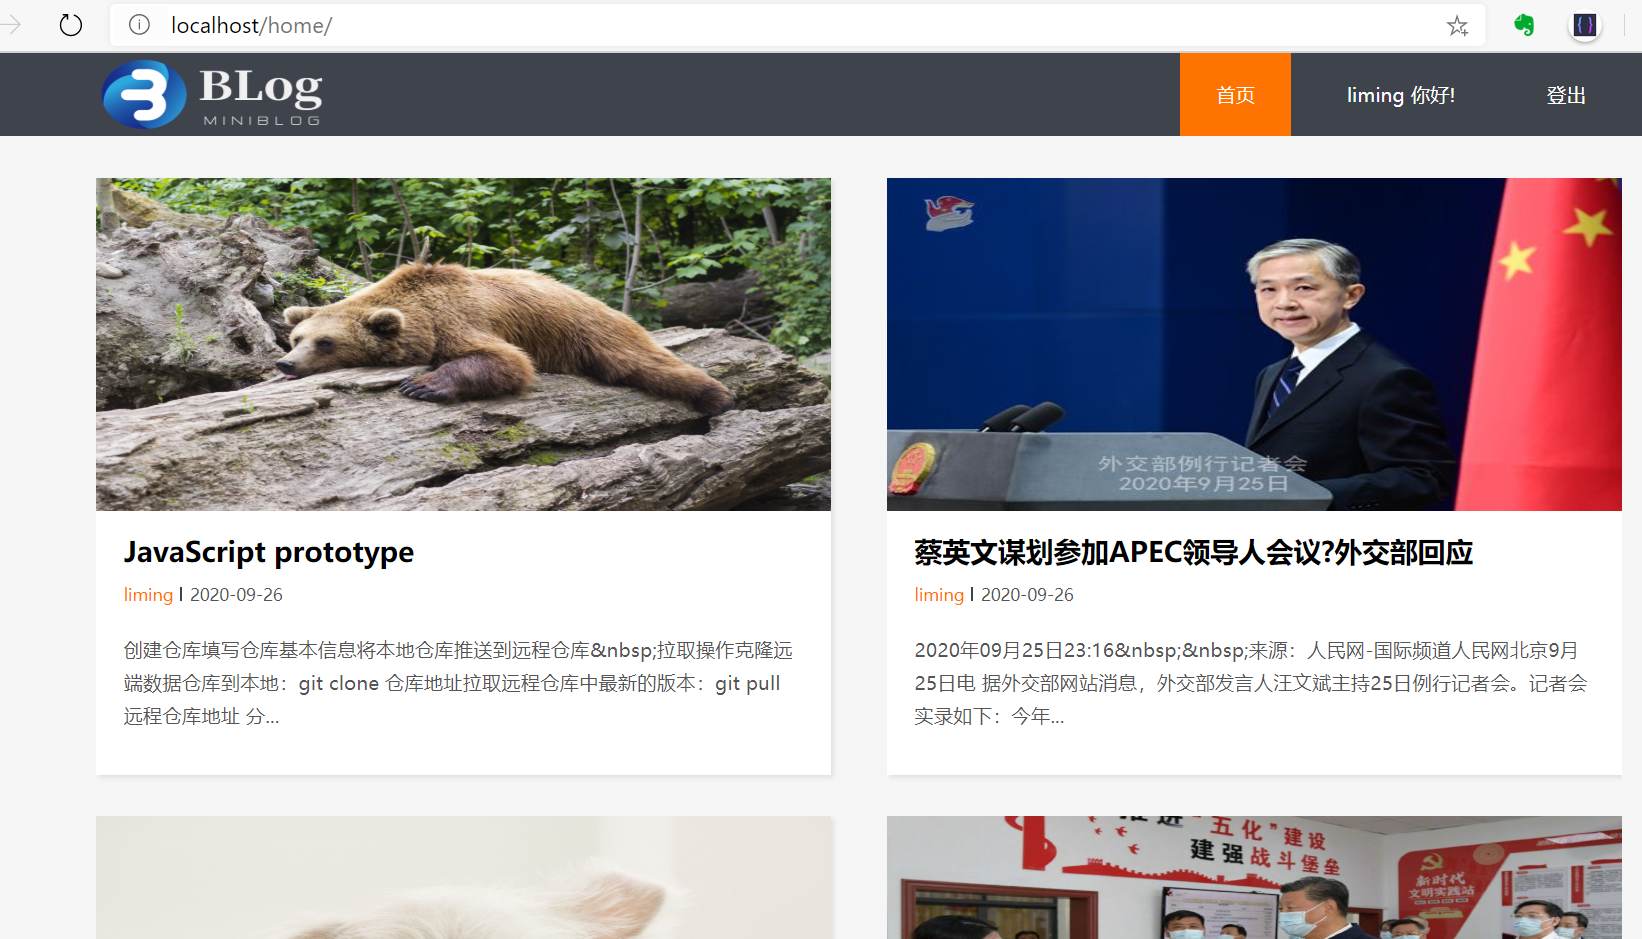 localhost/home/
BLog
MINIBLOG
首页
liming 你好!
登出
外交部例行记者会
2020年9月25日
JavaScript prototype
liming | 2020-09-26
创建仓库填写仓库基本信息将本地仓库推送到远程仓库&nbsp;拉取操作克隆远
端数据仓库到本地：git clone 仓库地址拉取远程仓库中最新的版本：git pull
远程仓库地址 分...
蔡英文谋划参加APEC领导人会议?外交部回应
liming | 2020-09-26
2020年09月25日23:16&nbsp;&nbsp;来源：人民网-国际频道人民网北京9月
25日电 据外交部网站消息，外交部发言人汪文斌主持25日例行记者会。记者会
实录如下：今年...
推进“五化”建设
建强战斗堡垒
新时代
文明实践站